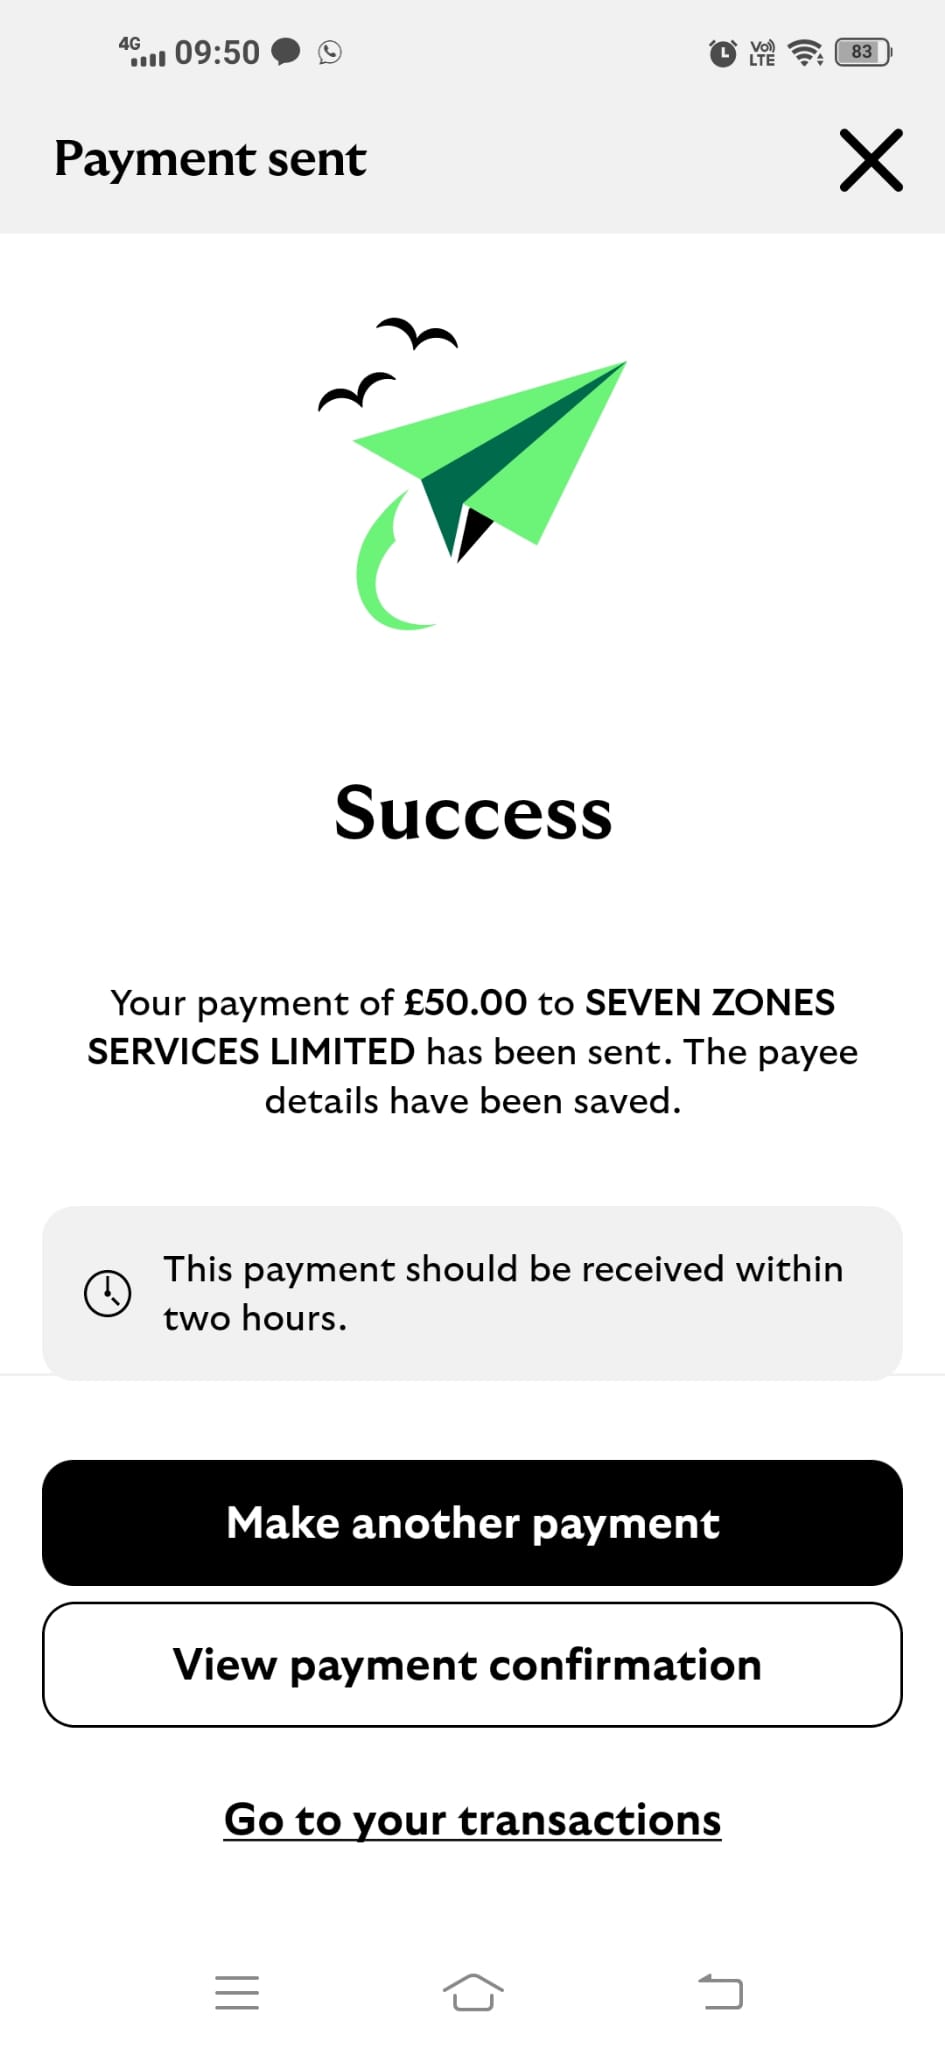 4G 09:50 Vo) LTE 83
Payment sent
Success
Your payment of £50.00 to SEVEN ZONES
SERVICES LIMITED has been sent. The payee
details have been saved.
This payment should be received within
two hours.
Make another payment
View payment confirmation
Go to your transactions